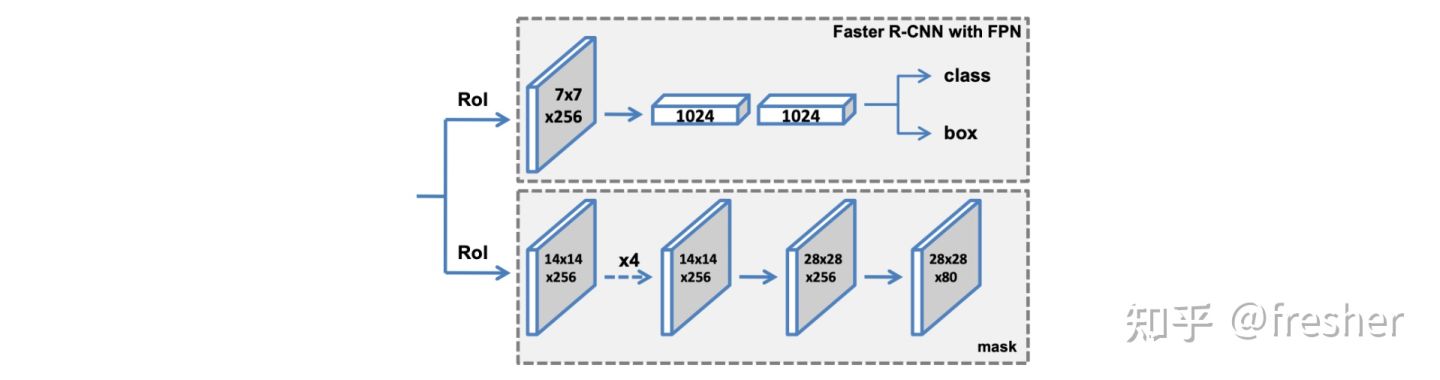 Faster R-CNN with FPN
RoI
7x7
x256
1024
1024
class
box
RoI
14x14
x256
x4
14x14
x256
28x28
x256
28x28
x80
mask
知乎 @fresher